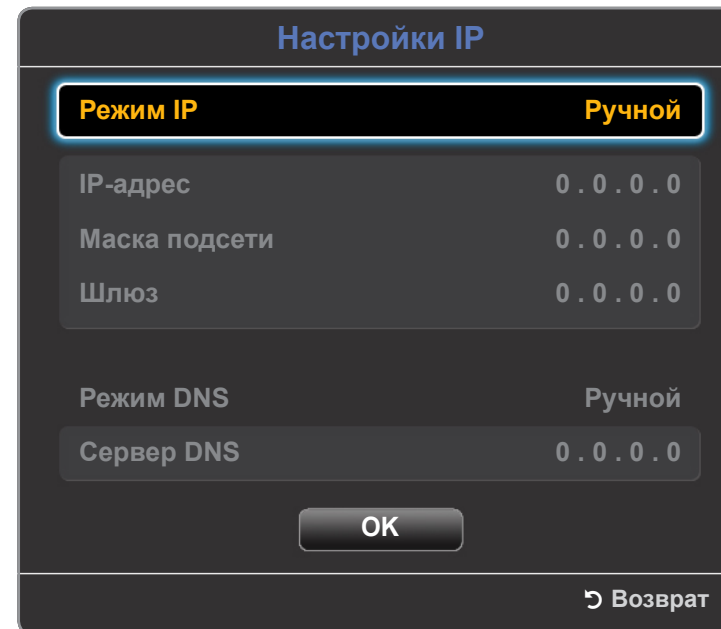 Настройки IP
Режим IP Ручной
IP-адрес 0 . 0 . 0 . 0
Маска подсети 0 . 0 . 0 . 0
Шлюз 0 . 0 . 0 . 0
Режим DNS Ручной
Сервер DNS 0 . 0 . 0 . 0
OK
Возврат